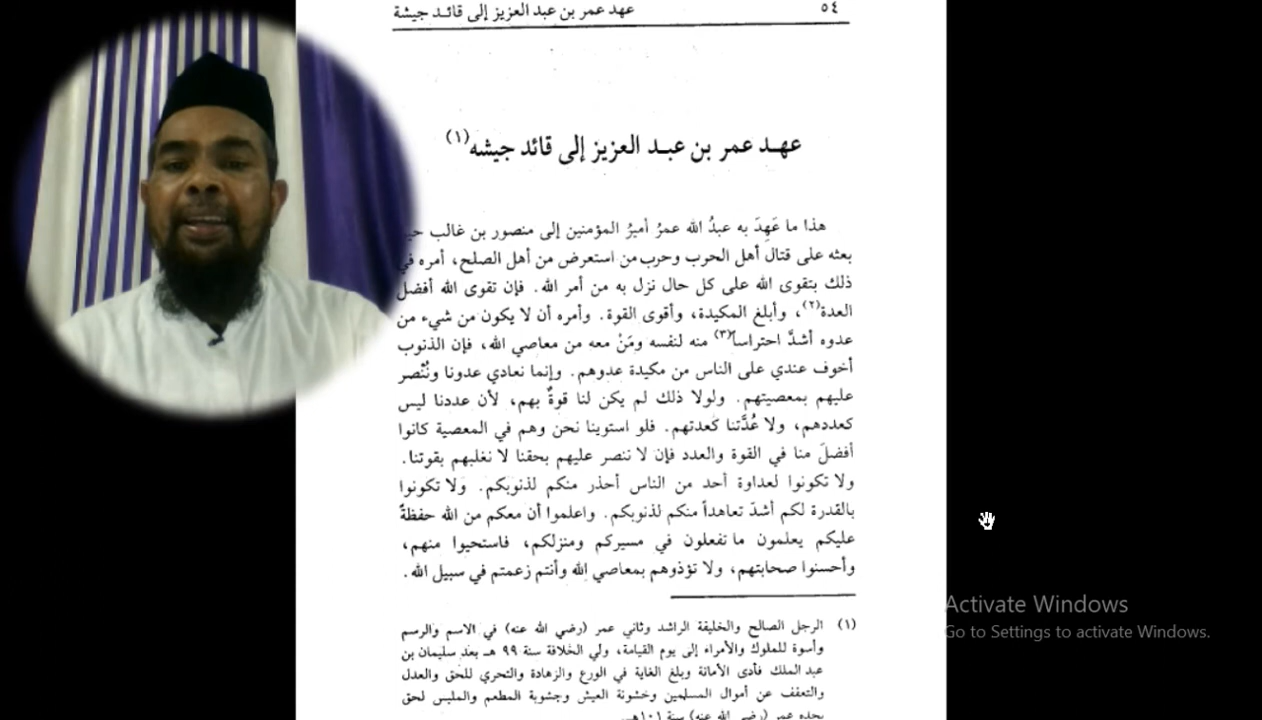 ٥٤
عهد عمر بن عبد العزيز إلى قائد جيشة
عهد عمر بن عبد العزيز إلى قائد جيشه(١)
هذا ما عَهِدَ به عبدُ الله عمرُ أميرُ المؤمنين إلى منصور بن غالب
بعثه على قتال أهل الحرب وحرب من استعرض من أهل الصلح، أمره في
ذلك بتقوى الله على كل حال نزل به من أمر الله. فإن تقوى الله أفضل
العدة(٢)، وأبلغ المكيدة، وأقوى القوة. وأمره أن لا يكون من شيء من
عدوه أشدَّ احتراساً(٣) منه لنفسه ومَنْ معه من معاصي الله، فإن الذنوب
أخوف عندي على الناس من مكيدة عدوهم. وإنما نعادي عدونا ونُنْصر
عليهم بمعصيتهم. ولولا ذلك لم يكن لنا قوةٌ بهم، لأن عددنا ليس
كعددهم، ولا عُدَّتنا كعدتهم. فلو استوينا نحن وهم في المعصية كانوا
أفضلَ منا في القوة والعدد فإن لا ننصر عليهم بحقنا لا نغلبهم بقوتنا.
ولا تكونوا لعداوة أحد من الناس أحذر منكم لذنوبكم. ولا تكونوا
بالقدرة لكم أشدّ تعاهداً منكم لذنوبكم. واعلموا أن معكم من الله حفظةً
عليكم يعلمون ما تفعلون في مسيركم ومنزلكم، فاستحيوا منهم،
وأحسنوا صحابتهم، ولا تؤذوهم بمعاصي الله وأنتم زعمتم في سبيل الله.
(١) الرجل الصالح والخليفة الراشد وثاني عمر (رضي الله عنه) في الاسم والرسم
وأسوة للملوك والأمراء إلى يوم القيامة، ولي الخلافة سنة ٩٩ هـ بعد سليمان بن
عبد الملك فأدى الأمانة وبلغ الغاية في الورع والزهادة والتحري للحق والعدل
والتعفف عن أموال المسلمين وخشونة العيش وجشوبة المطعم والملبس لحق
بجده عمر (رضي الله عنه) سنة ١٠١هـ.
Activate Windows
Go to Settings to activate Windows.